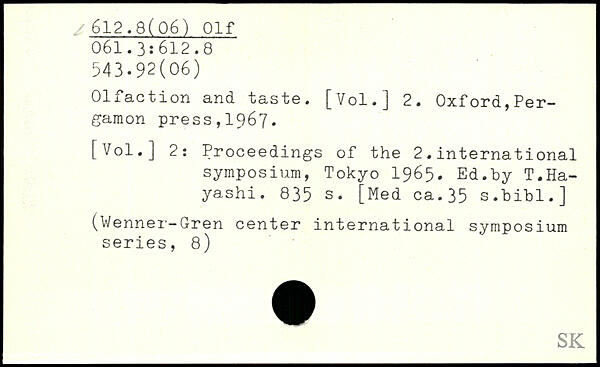 612.8(06) Olf
061.3:612.8
543.92(06)
Olfaction and taste. [Vol.] 2. Oxford,Per-
gamon press,1967.
[Vol.] 2: Proceedings of the 2.international
symposium, Tokyo 1965. Ed.by T.Ha-
yashi. 835 s. [Med ca.35 s.bibl.]
(Wenner-Gren center international symposium
series, 8)
SK